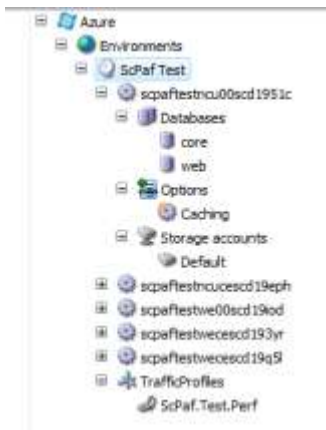 Azure
Environments
ScPaf Test
scpaftestncu00scd1951c
Databases
core
web
Options
Caching
Storage accounts
Default
scpaftestncucescd19eph
scpaftestwe00scd19iod
scpaftestwecescd193yr
scpaftestwecescd19q5l
TrafficProfiles
ScPaf.Test.Perf